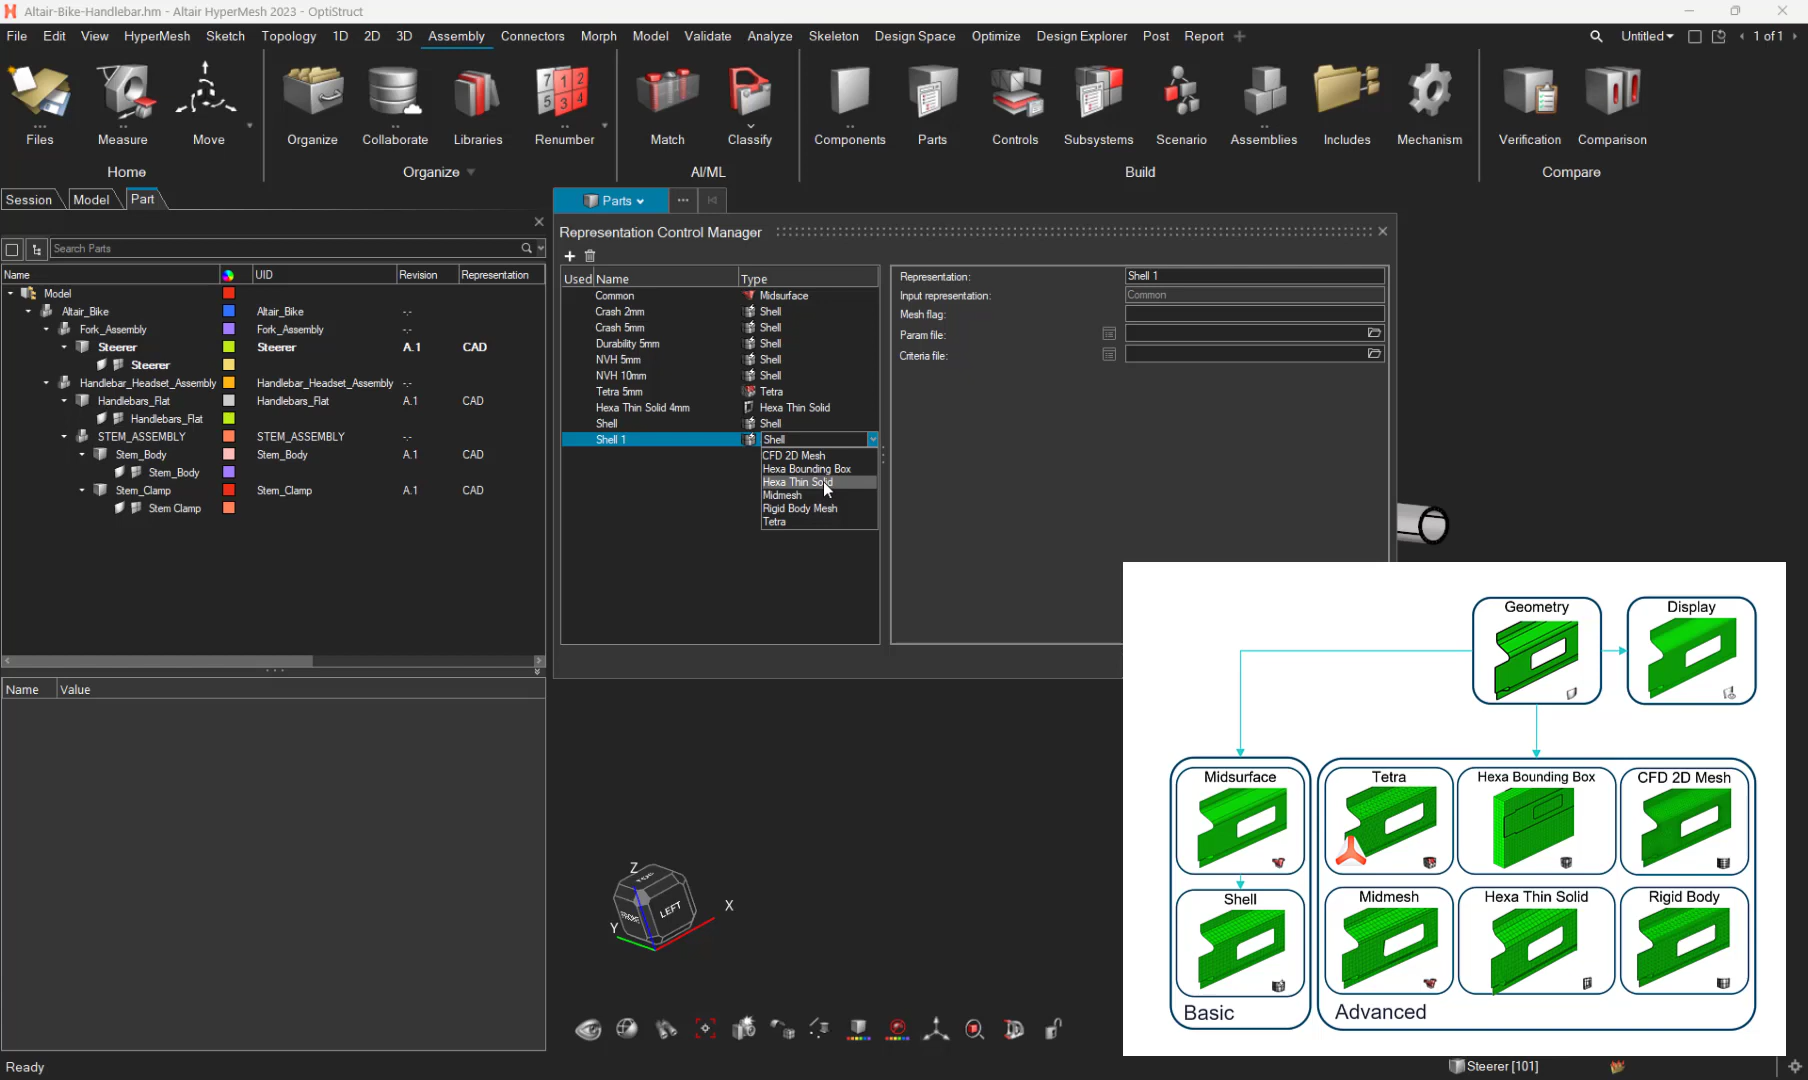 Altair-Bike-Handlebar.hm - Altair HyperMesh 2023 - OptiStruct
File Edit View HyperMesh Sketch Topology 1D 2D 3D Assembly Connectors Morph Model Validate Analyze Skeleton Design Space Optimize Design Explorer Post Report Untitled 1 of 1
Files Measure Move Organize Collaborate Libraries Renumber Match Classify Components Parts Controls Subsystems Scenario Assemblies Includes Mechanism Verification Comparison
Home Organize AI/ML Build Compare
Session Model Part
Search Parts
Name UID Revision Representation
Model
Altair_Bike Altair_Bike -.-
Fork_Assembly Fork_Assembly -.-
Steerer Steerer A.1 CAD
Steerer
Handlebar_Headset_Assembly Handlebar_Headset_Assembly -.-
Handlebars_Flat Handlebars_Flat A.1 CAD
Handlebars_Flat
STEM_ASSEMBLY STEM_ASSEMBLY -.-
Stem_Body Stem_Body A.1 CAD
Stem_Body
Stem_Clamp Stem_Clamp A.1 CAD
Stem Clamp
Name Value
Parts
Representation Control Manager
Used Name Type
Common Midsurface
Crash 2mm Shell
Crash 5mm Shell
Durability 5mm Shell
NVH 5mm Shell
NVH 10mm Shell
Tetra 5mm Tetra
Hexa Thin Solid 4mm Hexa Thin Solid
Shell Shell
Shell 1 Shell
CFD 2D Mesh
Hexa Bounding Box
Hexa Thin Solid
Midmesh
Rigid Body Mesh
Tetra
Representation: Shell 1
Input representation: Common
Mesh flag:
Param file:
Criteria file:
Geometry Display
Midsurface Tetra Hexa Bounding Box CFD 2D Mesh
Shell Midmesh Hexa Thin Solid Rigid Body
Basic Advanced
Z
LEFT
X
Y
Ready
Steerer [101]